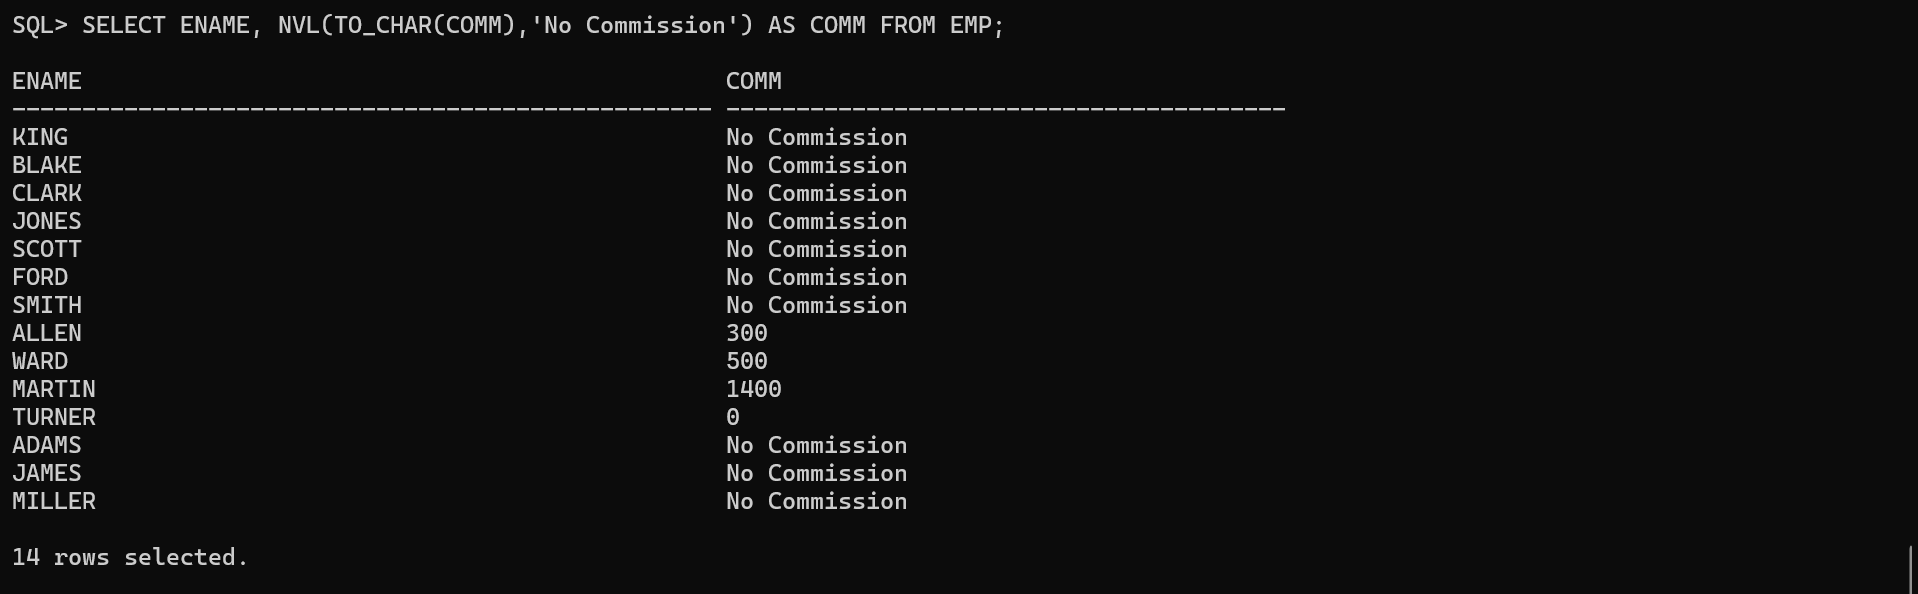 SQL> SELECT ENAME, NVL(TO_CHAR(COMM),'No Commission') AS COMM FROM EMP;
ENAME COMM
-------------------------------------------------- ----------------------------------------
KING No Commission
BLAKE No Commission
CLARK No Commission
JONES No Commission
SCOTT No Commission
FORD No Commission
SMITH No Commission
ALLEN 300
WARD 500
MARTIN 1400
TURNER 0
ADAMS No Commission
JAMES No Commission
MILLER No Commission
14 rows selected.